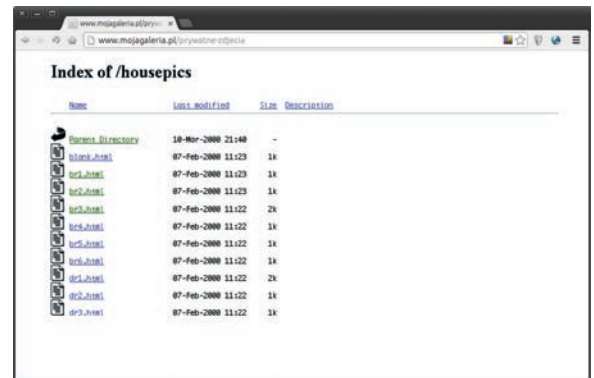 www.mojagaleria.pl/pryw
www.mojagaleria.pl/prywatne-zdjecia
Index of /housepics
Name Last modified Size Description
Parent Directory 10-Mar-2000 21:40 -
blank.html 07-Feb-2000 11:23 1k
br1.html 07-Feb-2000 11:23 1k
br2.html 07-Feb-2000 11:23 1k
br3.html 07-Feb-2000 11:22 2k
br4.html 07-Feb-2000 11:22 1k
br5.html 07-Feb-2000 11:22 1k
br6.html 07-Feb-2000 11:22 1k
dr1.html 07-Feb-2000 11:22 2k
dr2.html 07-Feb-2000 11:22 1k
dr3.html 07-Feb-2000 11:22 1k